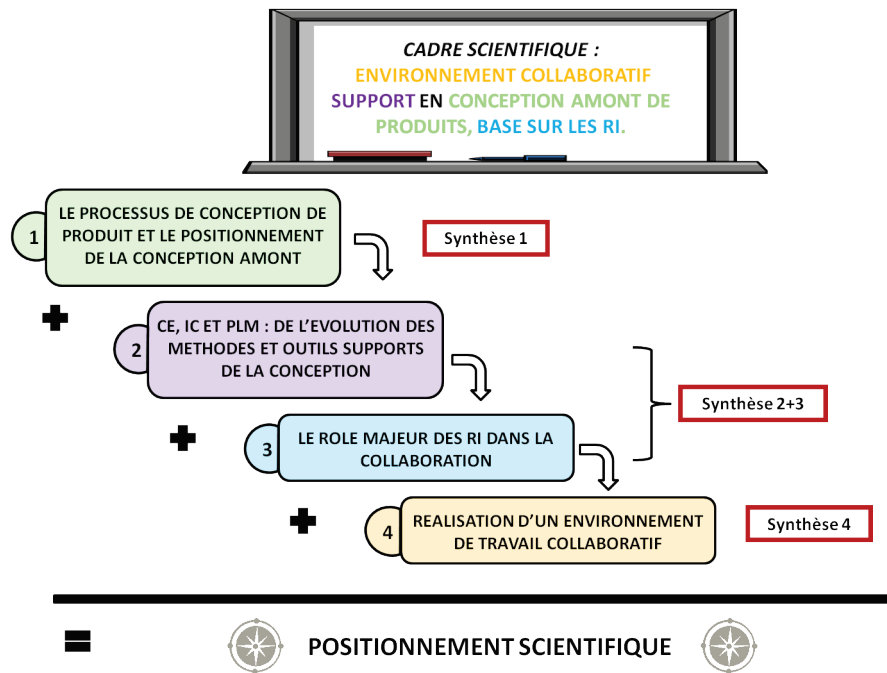 CADRE SCIENTIFIQUE :
ENVIRONNEMENT COLLABORATIF
SUPPORT EN CONCEPTION AMONT DE
PRODUITS, BASE SUR LES RI.
1
LE PROCESSUS DE CONCEPTION DE
PRODUIT ET LE POSITIONNEMENT
DE LA CONCEPTION AMONT
Synthèse 1
2
CE, IC ET PLM : DE L’EVOLUTION DES
METHODES ET OUTILS SUPPORTS
DE LA CONCEPTION
Synthèse 2+3
3
LE ROLE MAJEUR DES RI DANS LA
COLLABORATION
4
REALISATION D’UN ENVIRONNEMENT
DE TRAVAIL COLLABORATIF
Synthèse 4
POSITIONNEMENT SCIENTIFIQUE